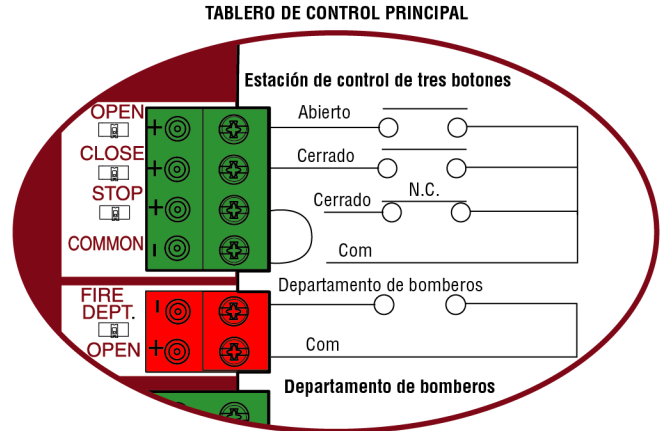 TABLERO DE CONTROL PRINCIPAL
Estación de control de tres botones
OPEN
+
Abierto
CLOSE
+
Cerrado
STOP
+
Cerrado
N.C.
COMMON
-
Com
Departamento de bomberos
FIRE
DEPT.
-
OPEN
+
Com
Departamento de bomberos